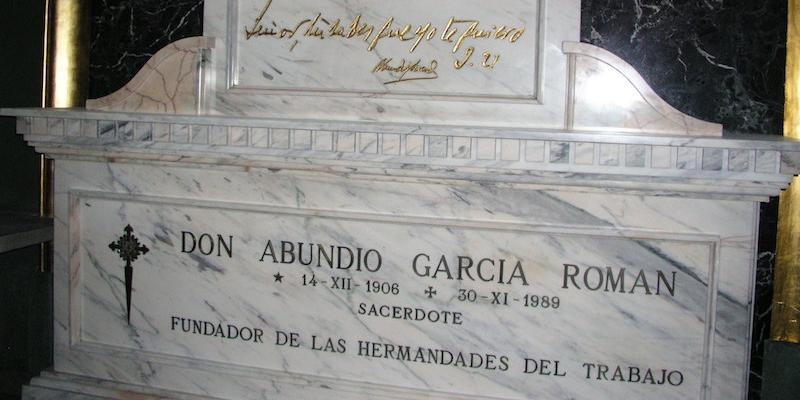 Señor, tú sabes que yo te quiero
J. 21
DON ABUNDIO GARCIA ROMAN
★ 14-XII-1906 ✢ 30-XI-1989
SACERDOTE
FUNDADOR DE LAS HERMANDADES DEL TRABAJO